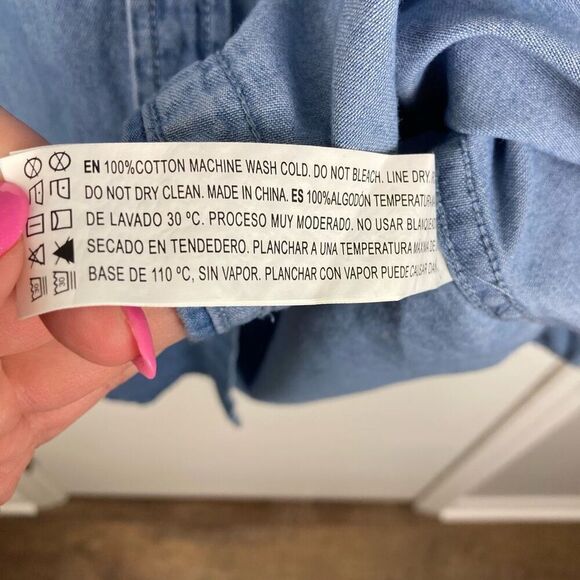 EN 100%COTTON MACHINE WASH COLD. DO NOT BLEACH. LINE DRY.
DO NOT DRY CLEAN. MADE IN CHINA. ES 100%ALGODÓN TEMPERATURA
DE LAVADO 30 ºC. PROCESO MUY MODERADO. NO USAR
SECADO EN TENDEDERO. PLANCHAR A UNA TEMPERATURA DE
BASE DE 110 ºC, SIN VAPOR. PLANCHAR CON VAPOR PUEDE CAUSAR